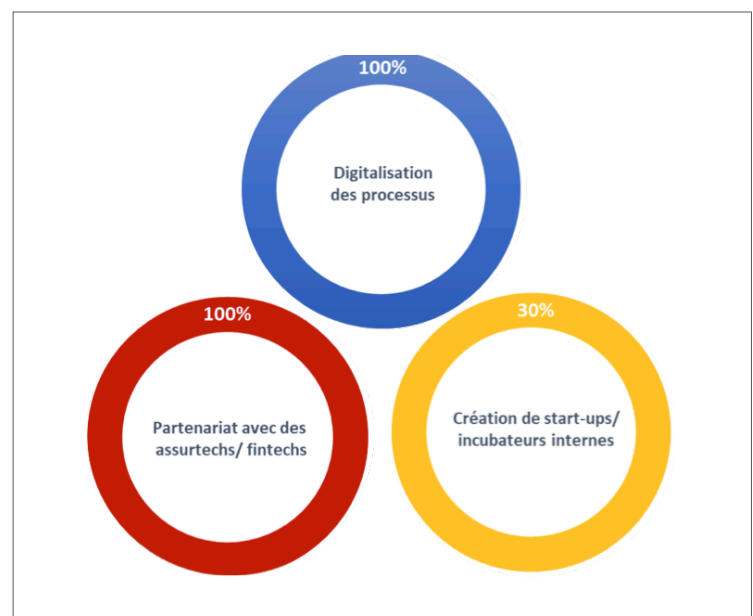 100%
Digitalisation
des processus
100%
Partenariat avec des
assurtechs/ fintechs
30%
Création de start-ups/
incubateurs internes